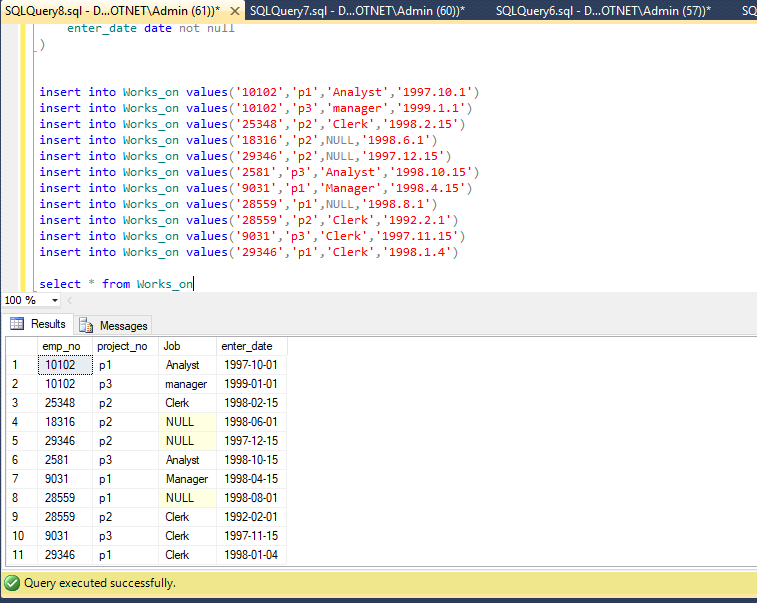 SQLQuery8.sql - D...OTNET\Admin (61))* SQLQuery7.sql - D...OTNET\Admin (60))* SQLQuery6.sql - D...OTNET\Admin (57))* SQ
enter_date date not null
)
insert into Works_on values('10102','p1','Analyst','1997.10.1')
insert into Works_on values('10102','p3','manager','1999.1.1')
insert into Works_on values('25348','p2','Clerk','1998.2.15')
insert into Works_on values('18316','p2',NULL,'1998.6.1')
insert into Works_on values('29346','p2',NULL,'1997.12.15')
insert into Works_on values('2581','p3','Analyst','1998.10.15')
insert into Works_on values('9031','p1','Manager','1998.4.15')
insert into Works_on values('28559','p1',NULL,'1998.8.1')
insert into Works_on values('28559','p2','Clerk','1992.2.1')
insert into Works_on values('9031','p3','Clerk','1997.11.15')
insert into Works_on values('29346','p1','Clerk','1998.1.4')
select * from Works_on
100 %
Results Messages
emp_no project_no Job enter_date
1 10102 p1 Analyst 1997-10-01
2 10102 p3 manager 1999-01-01
3 25348 p2 Clerk 1998-02-15
4 18316 p2 NULL 1998-06-01
5 29346 p2 NULL 1997-12-15
6 2581 p3 Analyst 1998-10-15
7 9031 p1 Manager 1998-04-15
8 28559 p1 NULL 1998-08-01
9 28559 p2 Clerk 1992-02-01
10 9031 p3 Clerk 1997-11-15
11 29346 p1 Clerk 1998-01-04
Query executed successfully.